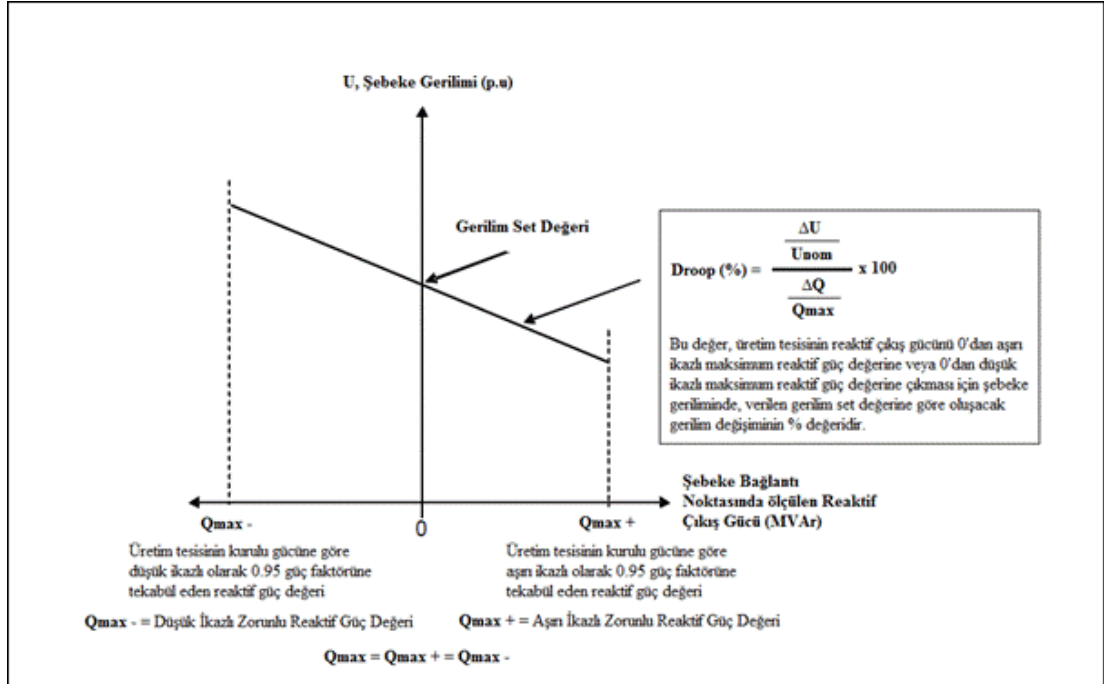 U, Şebeke Gerilimi (p.u)
Gerilim Set Değeri
Droop (%) =
ΔU
Unom
ΔQ
Qmax
x 100
Bu değer, üretim tesisinin reaktif çıkış gücünü 0'dan aşırı
ikazlı maksimum reaktif güç değerine veya 0'dan düşük
ikazlı maksimum reaktif güç değerine çıkması için şebeke
geriliminde, verilen gerilim set değerine göre oluşacak
gerilim değişiminin % değeridir.
Şebeke Bağlantı
Noktasında ölçülen Reaktif
Çıkış Gücü (MVAr)
Qmax -
0
Qmax +
Üretim tesisinin kurulu gücüne göre
düşük ikazlı olarak 0.95 güç faktörüne
tekabül eden reaktif güç değeri
Üretim tesisinin kurulu gücüne göre
aşırı ikazlı olarak 0.95 güç faktörüne
tekabül eden reaktif güç değeri
Qmax - = Düşük İkazlı Zorunlu Reaktif Güç Değeri
Qmax + = Aşırı İkazlı Zorunlu Reaktif Güç Değeri
Qmax = Qmax + = Qmax -